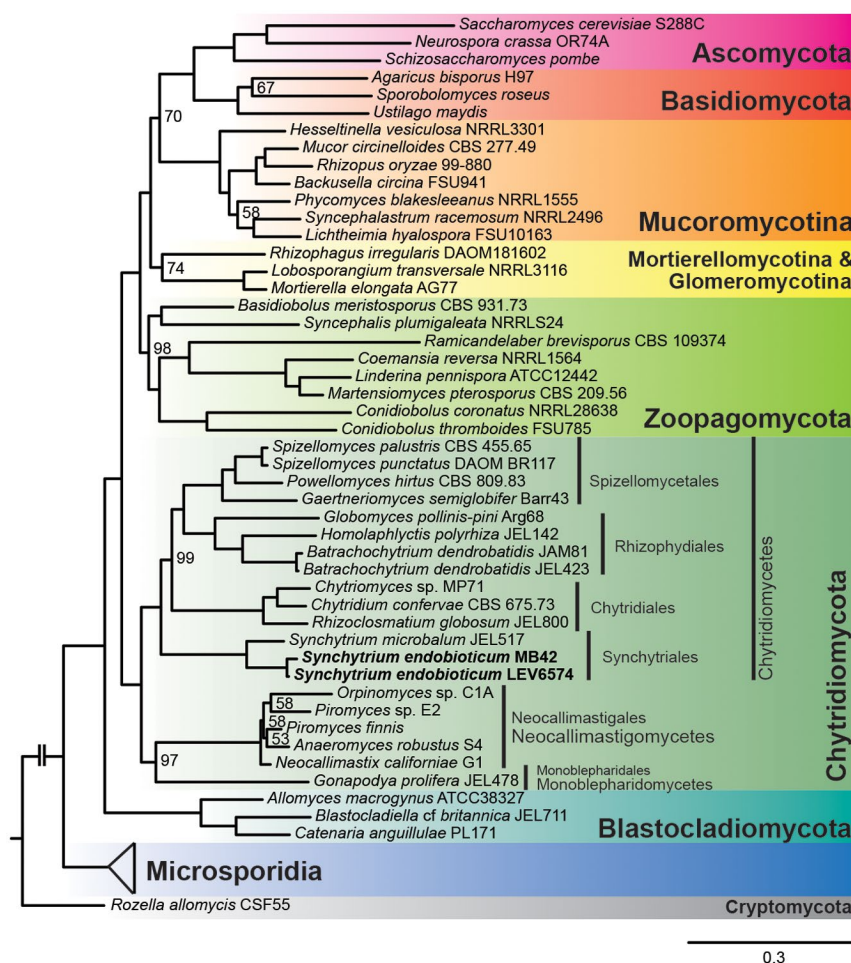 Saccharomyces cerevisiae S288C
Neurospora crassa OR74A
Schizosaccharomyces pombe
Ascomycota
Agaricus bisporus H97
67
Sporobolomyces roseus
Basidiomycota
70
Ustilago maydis
Hesseltinella vesiculosa NRRL3301
Mucor circinelloides CBS 277.49
Rhizopus oryzae 99-880
Backusella circina FSU941
Phycomyces blakesleeanus NRRL1555
58
Syncephalastrum racemosum NRRL2496
Mucoromycotina
Lichtheimia hyalospora FSU10163
Rhizophagus irregularis DAOM181602
74
Lobosporangium transversale NRRL3116
Mortierella elongata AG77
Mortierellomycotina &
Glomeromycotina
Basidiobolus meristosporus CBS 931.73
Syncephalis plumigaleata NRRLS24
Ramicandelaber brevisporus CBS 109374
98
Coemansia reversa NRRL1564
Linderina pennispora ATCC12442
Martensiomyces pterosporus CBS 209.56
Conidiobolus coronatus NRRL28638
Conidiobolus thromboides FSU785
Zoopagomycota
Spizellomyces palustris CBS 455.65
Spizellomyces punctatus DAOM BR117
Powellomyces hirtus CBS 809.83
Gaertneriomyces semiglobifer Barr43
Spizellomycetales
Globomyces pollinis-pini Arg68
Homolaphlyctis polyrhiza JEL142
Batrachochytrium dendrobatidis JAM81
Batrachochytrium dendrobatidis JEL423
Rhizophydiales
99
Chytriomyces sp. MP71
Chytridium confervae CBS 675.73
Rhizoclosmatium globosum JEL800
Chytridiales
Synchytrium microbalum JEL517
Synchytrium endobioticum MB42
Synchytrium endobioticum LEV6574
Synchytriales
Chytridiomycetes
Chytridiomycota
Orpinomyces sp. C1A
58
Piromyces sp. E2
58
Piromyces finnis
53
Anaeromyces robustus S4
Neocallimastix californiae G1
Neocallimastigales
Neocallimastigomycetes
97
Gonapodya prolifera JEL478
Monoblepharidales
Monoblepharidomycetes
Allomyces macrogynus ATCC38327
Blastocladiella cf britannica JEL711
Catenaria anguillulae PL171
Blastocladiomycota
Microsporidia
Rozella allomycis CSF55
Cryptomycota
0.3